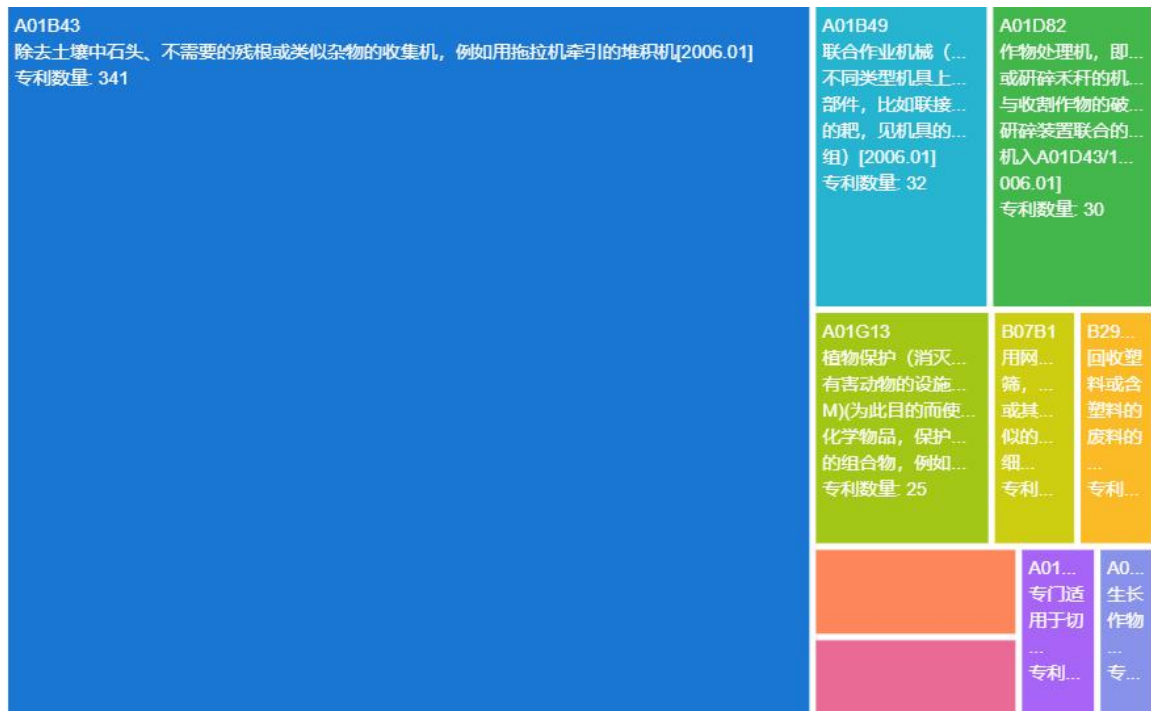 A01B43
除去土壤中石头、不需要的残根或类似杂物的收集机，例如用拖拉机牵引的堆积机[2006.01]
专利数量: 341
A01B49
联合作业机械（...
不同类型机具上...
部件，比如联接...
的耙，见机具的...
组）[2006.01]
专利数量: 32
A01D82
作物处理机，即...
或研碎禾秆的机...
与收割作物的破...
研碎装置联合的...
机入A01D43/1...
006.01]
专利数量: 30
A01G13
植物保护（消灭...
有害动物的设施...
M)(为此目的而使...
化学物品，保护...
的组合物，例如...
专利数量: 25
B07B1
用网...
筛，...
或其...
似的...
细...
专利...
B29...
回收塑
料或含
塑料的
废料的
...
专利...
A01...
专门适
用于切
...
专利...
A0...
生长
作物
...
专...